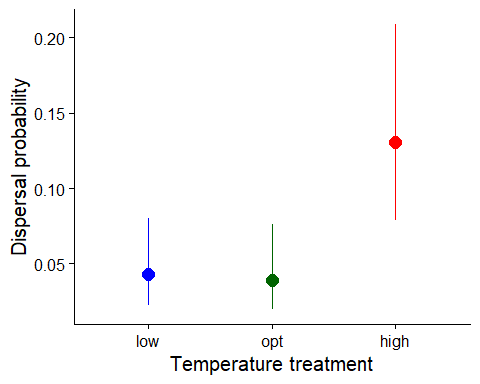 Dispersal probability
0.20
0.15
0.10
0.05
low opt high
Temperature treatment